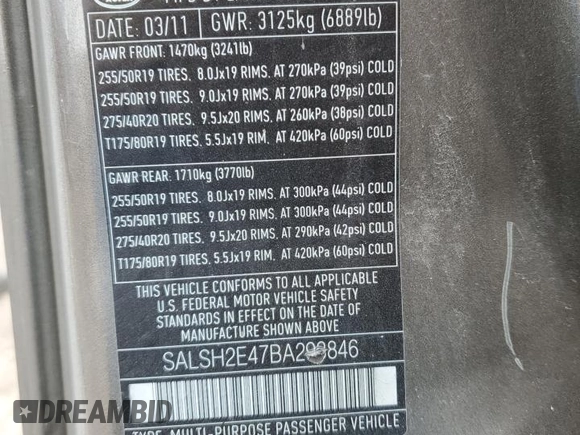 DATE: 03/11 GWR: 3125kg (6889lb)
GAWR FRONT: 1470kg (3241lb)
255/50R19 TIRES. 8.0Jx19 RIMS. AT 270kPa (39psi) COLD
255/50R19 TIRES. 9.0Jx19 RIMS. AT 270kPa (39psi) COLD
275/40R20 TIRES. 9.5Jx20 RIMS. AT 260kPa (38psi) COLD
T175/80R19 TIRES. 5.5Jx19 RIM. AT 420kPa (60psi) COLD
GAWR REAR: 1710kg (3770lb)
255/50R19 TIRES. 8.0Jx19 RIMS. AT 300kPa (44psi) COLD
255/50R19 TIRES. 9.0Jx19 RIMS. AT 300kPa (44psi) COLD
275/40R20 TIRES. 9.5Jx20 RIMS. AT 290kPa (42psi) COLD
T175/80R19 TIRES. 5.5Jx19 RIM. AT 420kPa (60psi) COLD
THIS VEHICLE CONFORMS TO ALL APPLICABLE
U.S. FEDERAL MOTOR VEHICLE SAFETY
STANDARDS IN EFFECT ON THE DATE OF
MANUFACTURE SHOWN ABOVE
TYPE: MULTI-PURPOSE PASSENGER VEHICLE
DREAMBID